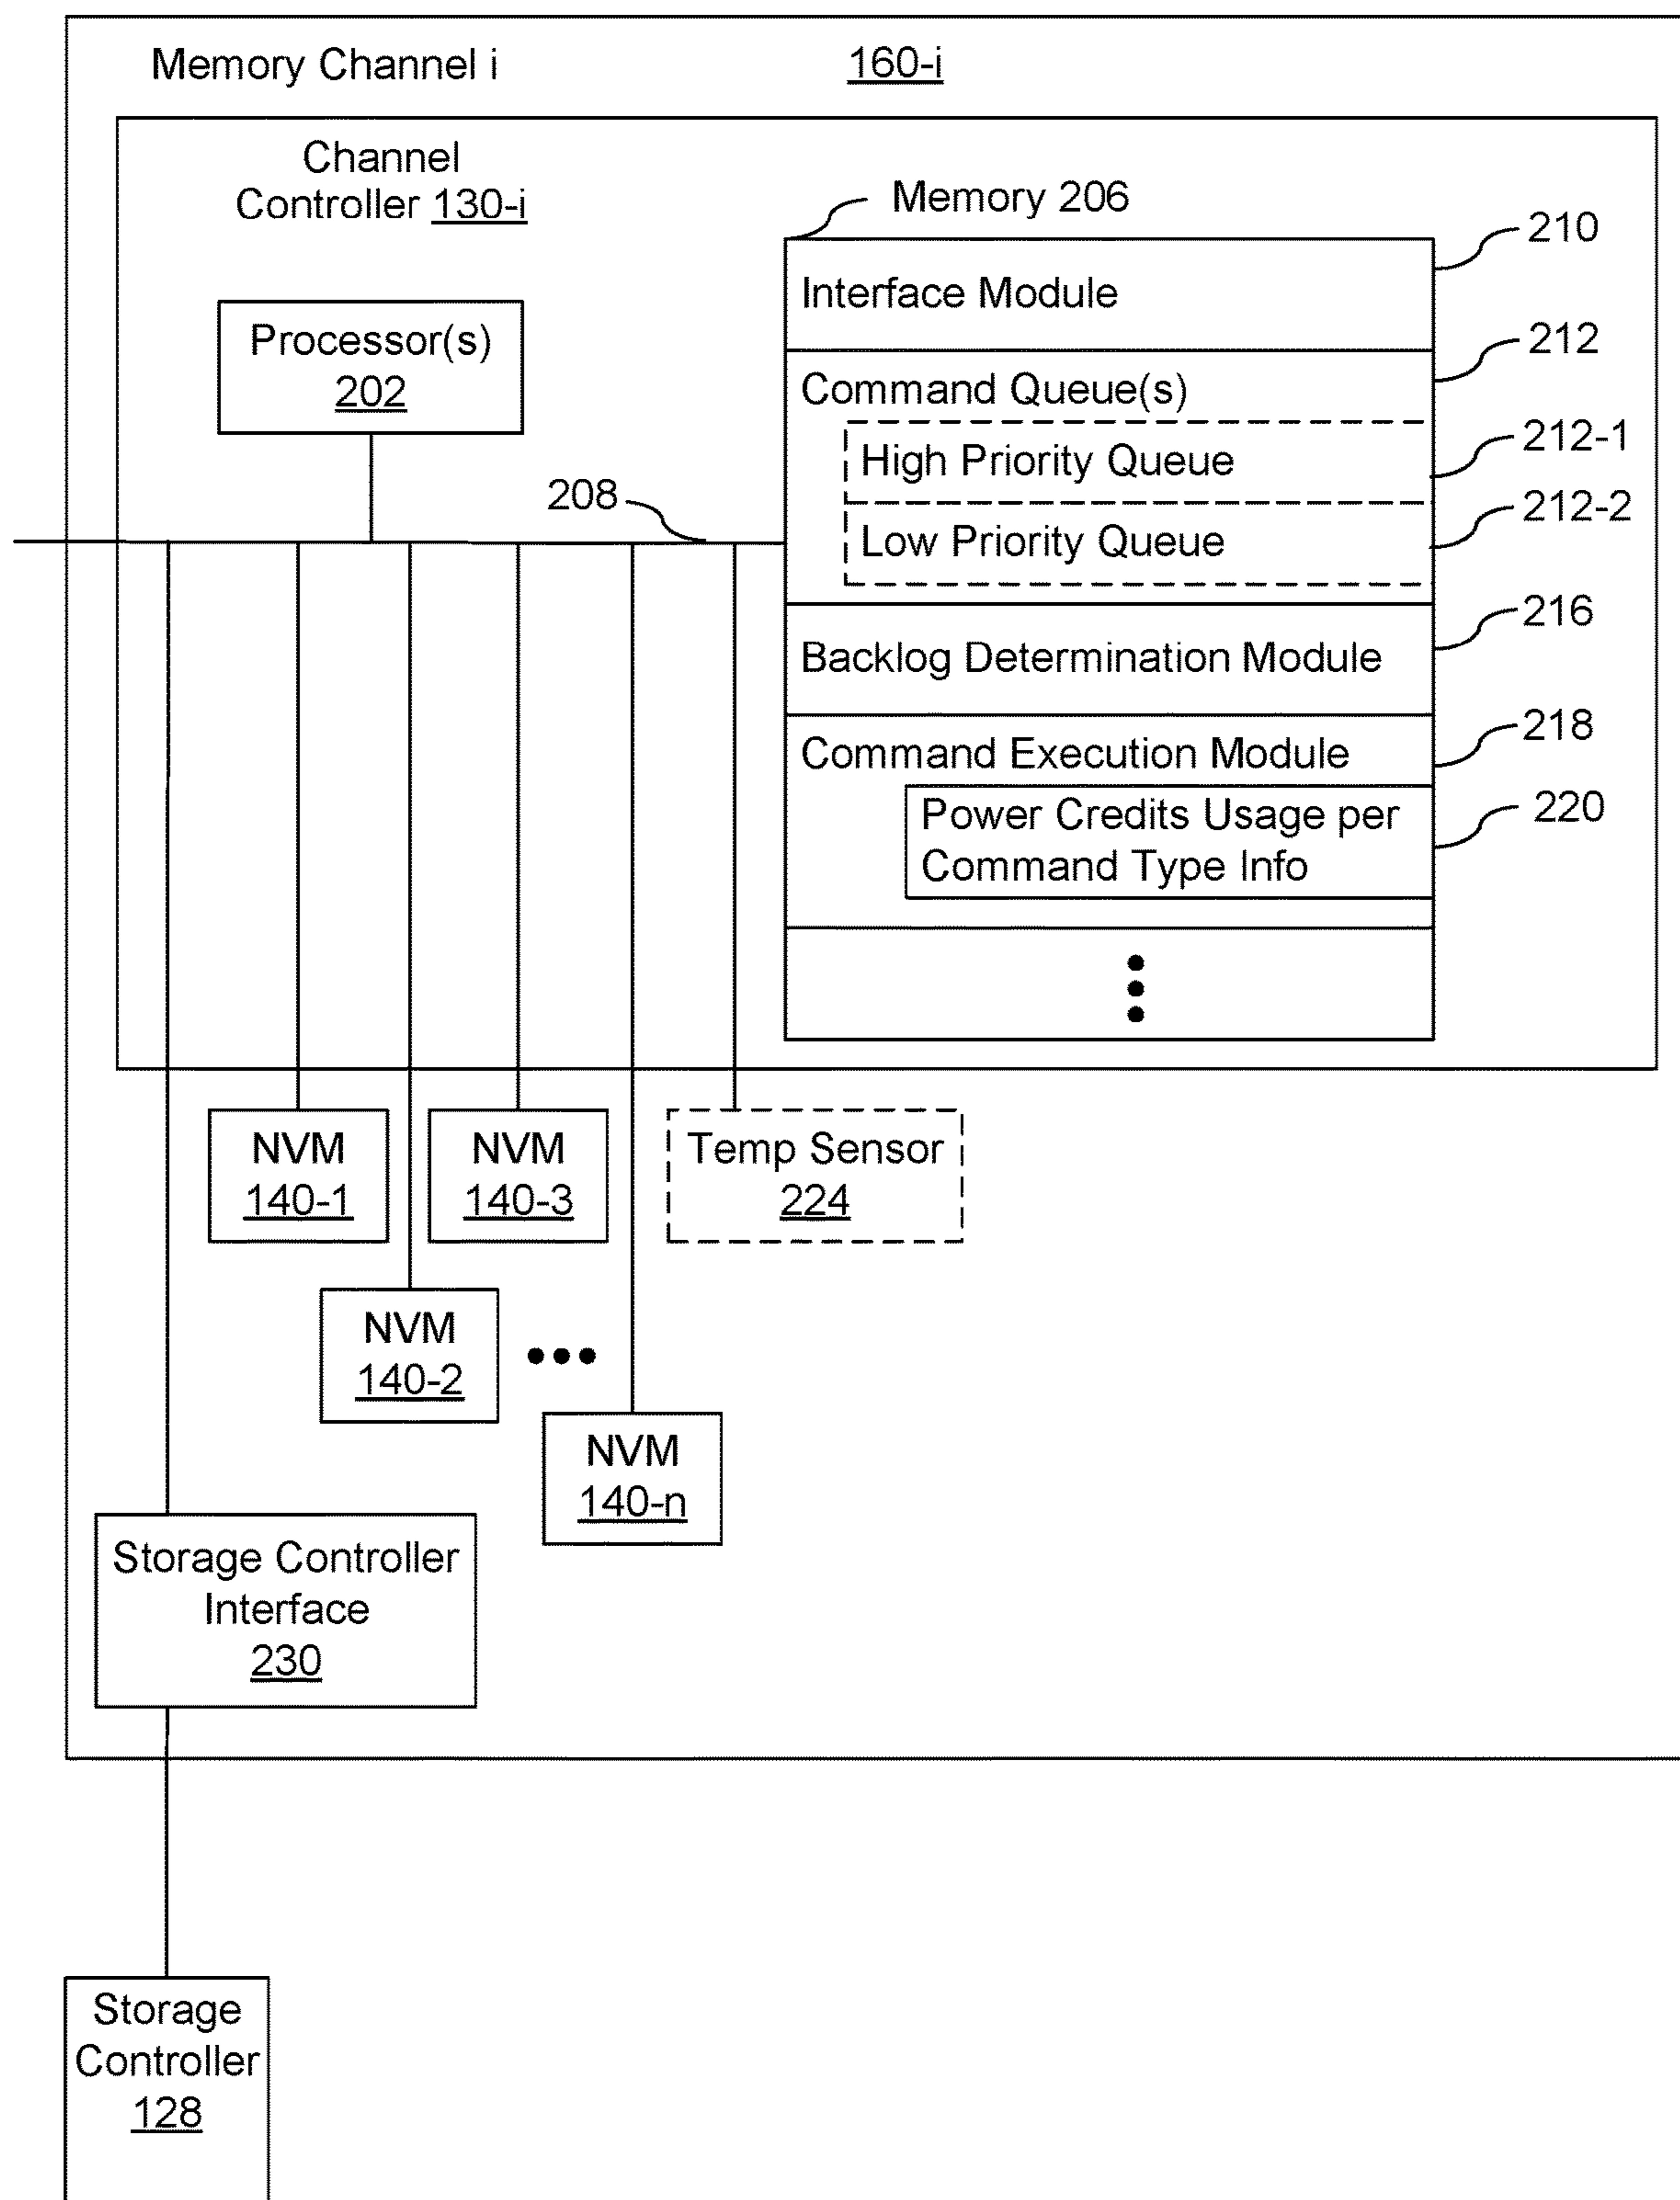 Memory Channel i 160-i
Channel
Controller 130-i
Memory 206
210
Interface Module
Processor(s)
202
212
Command Queue(s)
212-1
High Priority Queue
208
212-2
Low Priority Queue
216
Backlog Determination Module
218
Command Execution Module
220
Power Credits Usage per
Command Type Info
NVM
140-1
NVM
140-3
Temp Sensor
224
NVM
140-2
NVM
140-n
Storage Controller
Interface
230
Storage
Controller
128